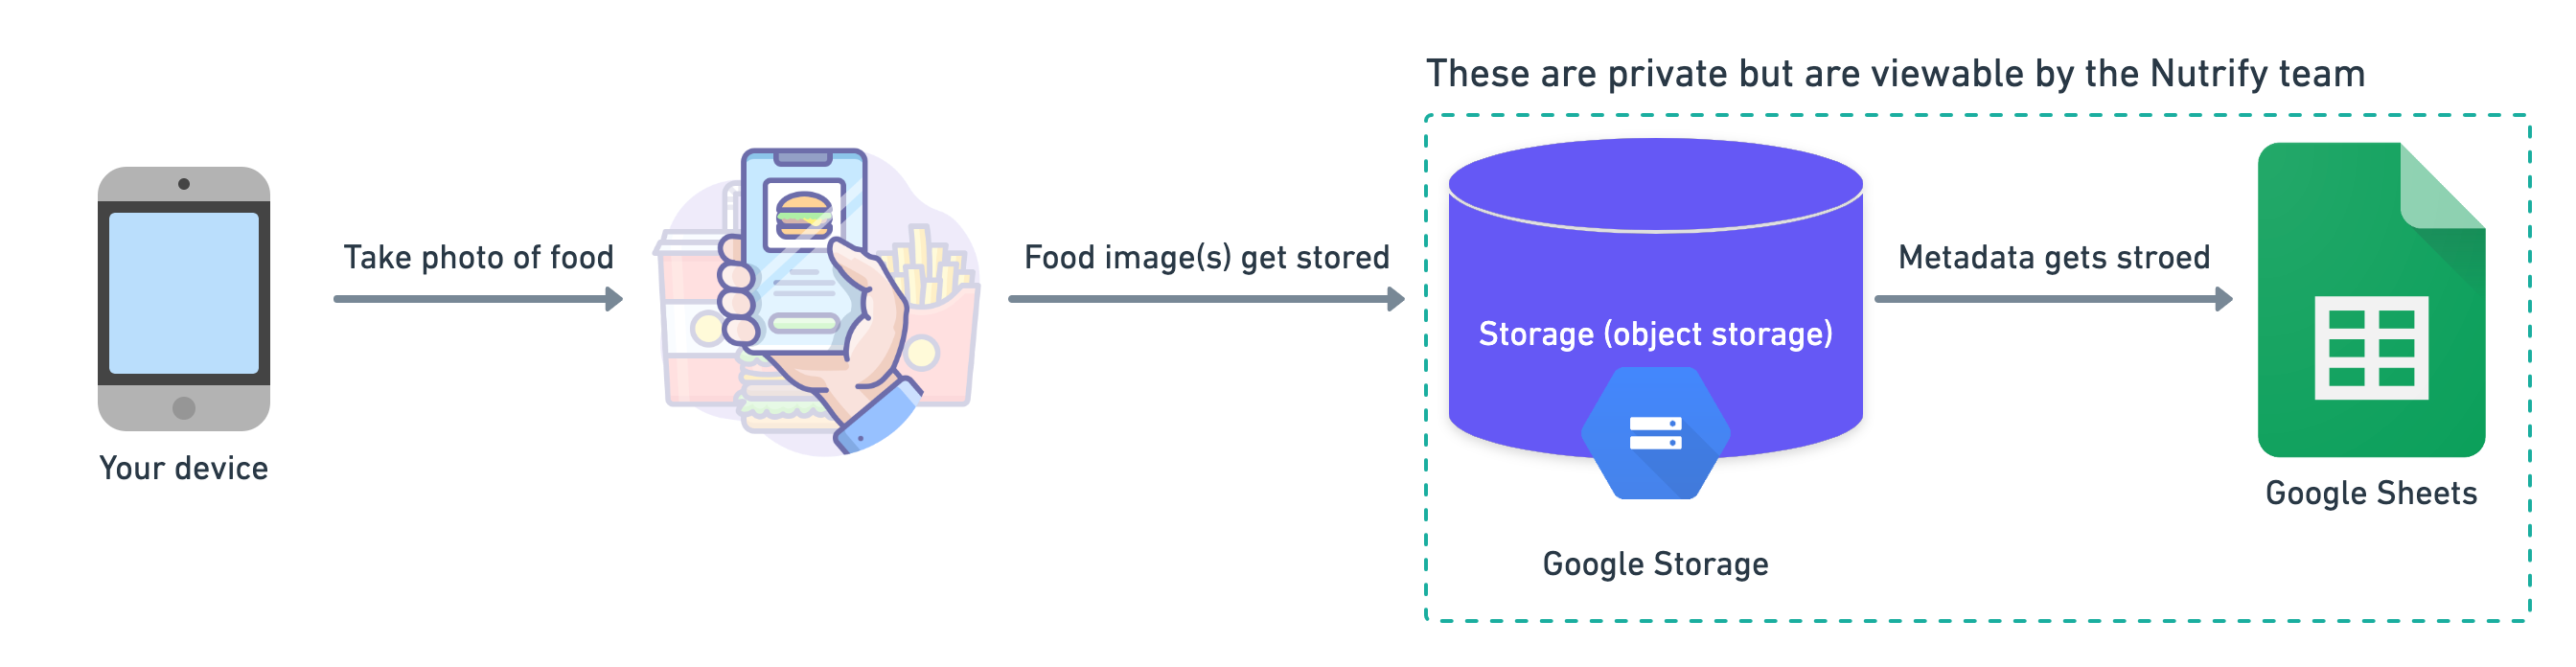 These are private but are viewable by the Nutrify team
Take photo of food
Food image(s) get stored
Metadata gets stroed
Storage (object storage)
Your device
Google Sheets
Google Storage